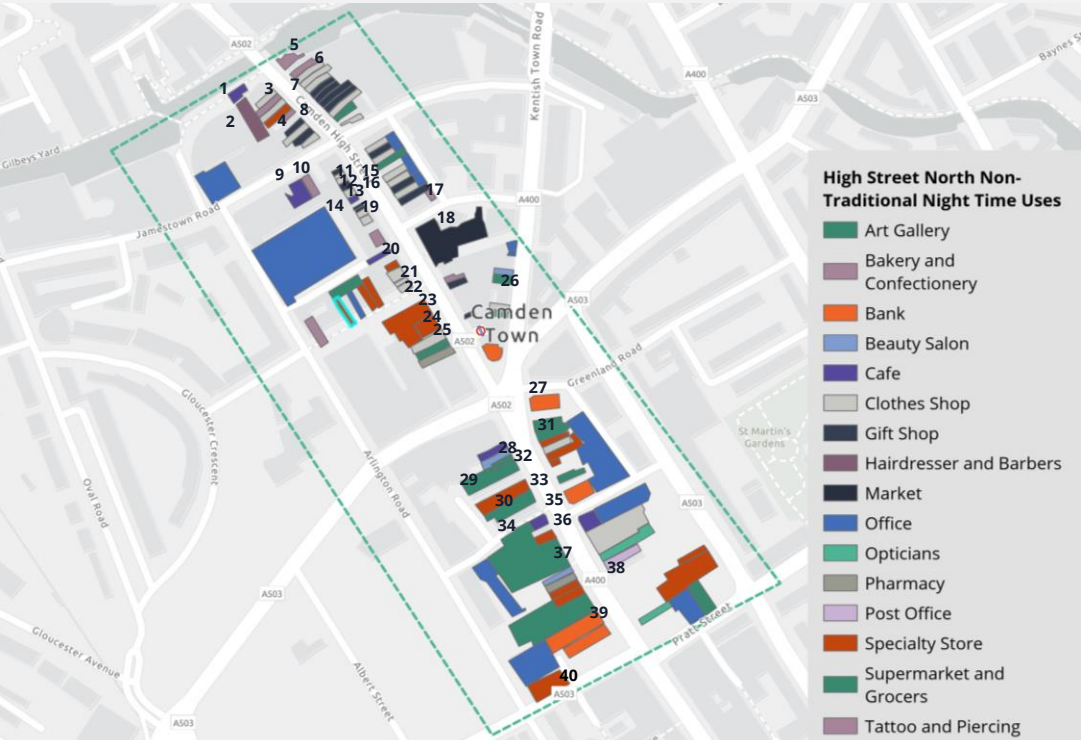 Kentish Town Road
A502
A400
Baynes S
A503
Gilbeys Yard
Camden High Stre
Jamestown Road
A400
A503
Camden
Town
A502
Greenland Road
A502
St Martin's
Gardens
Gloucester Crescent
Oval Road
Arlington Road
A503
A400
A503
Gloucester Avenue
Albert Street
Pratt Street
A503
A503
1
2
3
4
5
6
7
8
9
10
11
12
13
14
15
16
17
18
19
20
21
22
23
24
25
26
27
28
29
30
31
32
33
34
35
36
37
38
39
40
High Street North Non-
Traditional Night Time Uses
Art Gallery
Bakery and
Confectionery
Bank
Beauty Salon
Cafe
Clothes Shop
Gift Shop
Hairdresser and Barbers
Market
Office
Opticians
Pharmacy
Post Office
Specialty Store
Supermarket and
Grocers
Tattoo and Piercing